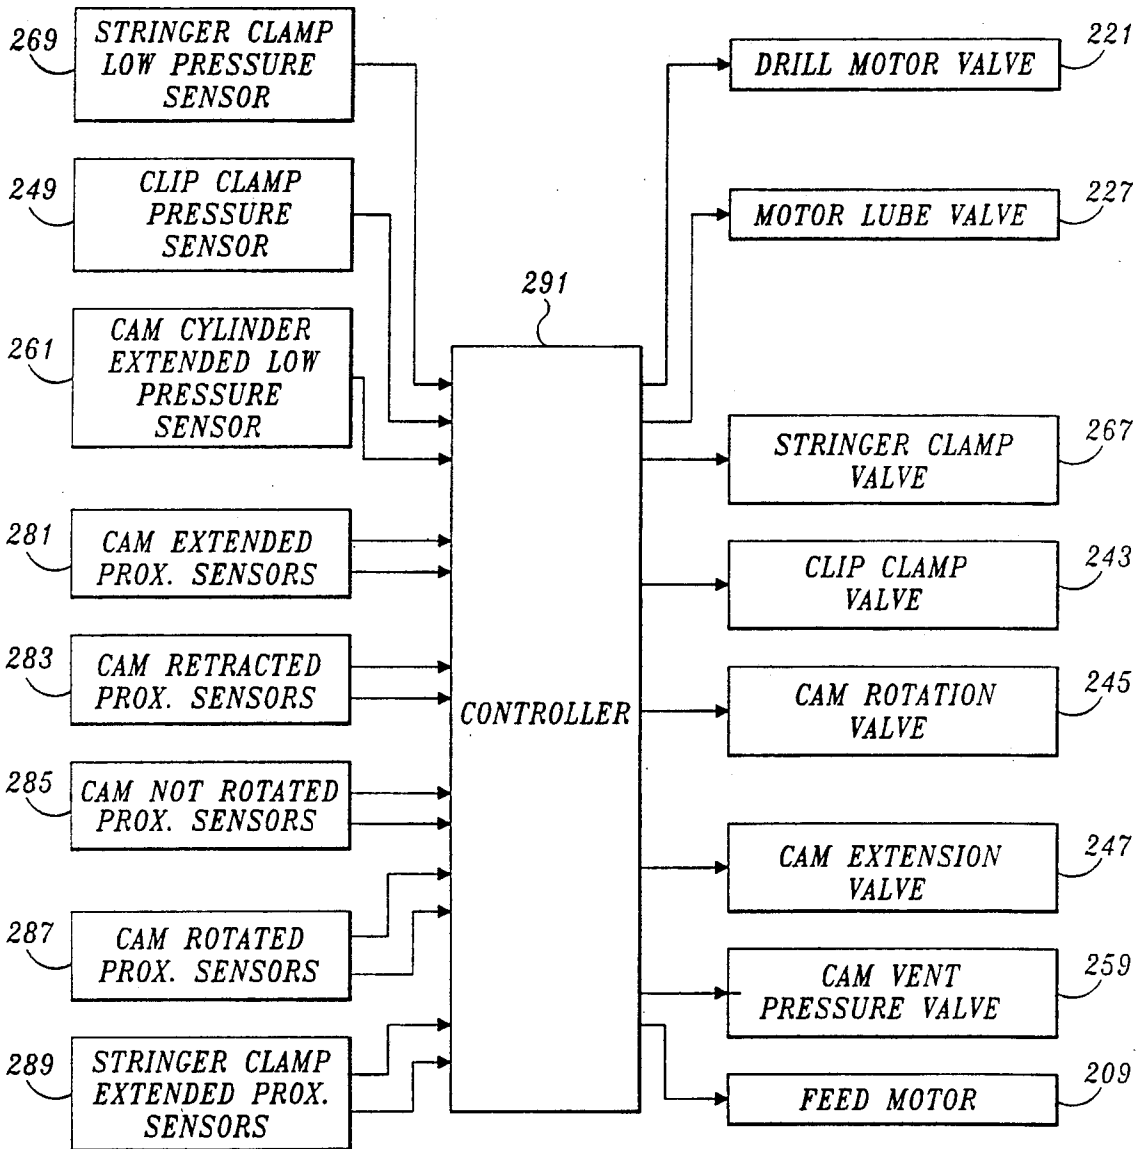 269
STRINGER CLAMP
LOW PRESSURE
SENSOR
249
CLIP CLAMP
PRESSURE
SENSOR
261
CAM CYLINDER
EXTENDED LOW
PRESSURE
SENSOR
281
CAM EXTENDED
PROX. SENSORS
283
CAM RETRACTED
PROX. SENSORS
285
CAM NOT ROTATED
PROX. SENSORS
287
CAM ROTATED
PROX. SENSORS
289
STRINGER CLAMP
EXTENDED PROX.
SENSORS
291
CONTROLLER
DRILL MOTOR VALVE
221
MOTOR LUBE VALVE
227
STRINGER CLAMP
VALVE
267
CLIP CLAMP
VALVE
243
CAM ROTATION
VALVE
245
CAM EXTENSION
VALVE
247
CAM VENT
PRESSURE VALVE
259
FEED MOTOR
209